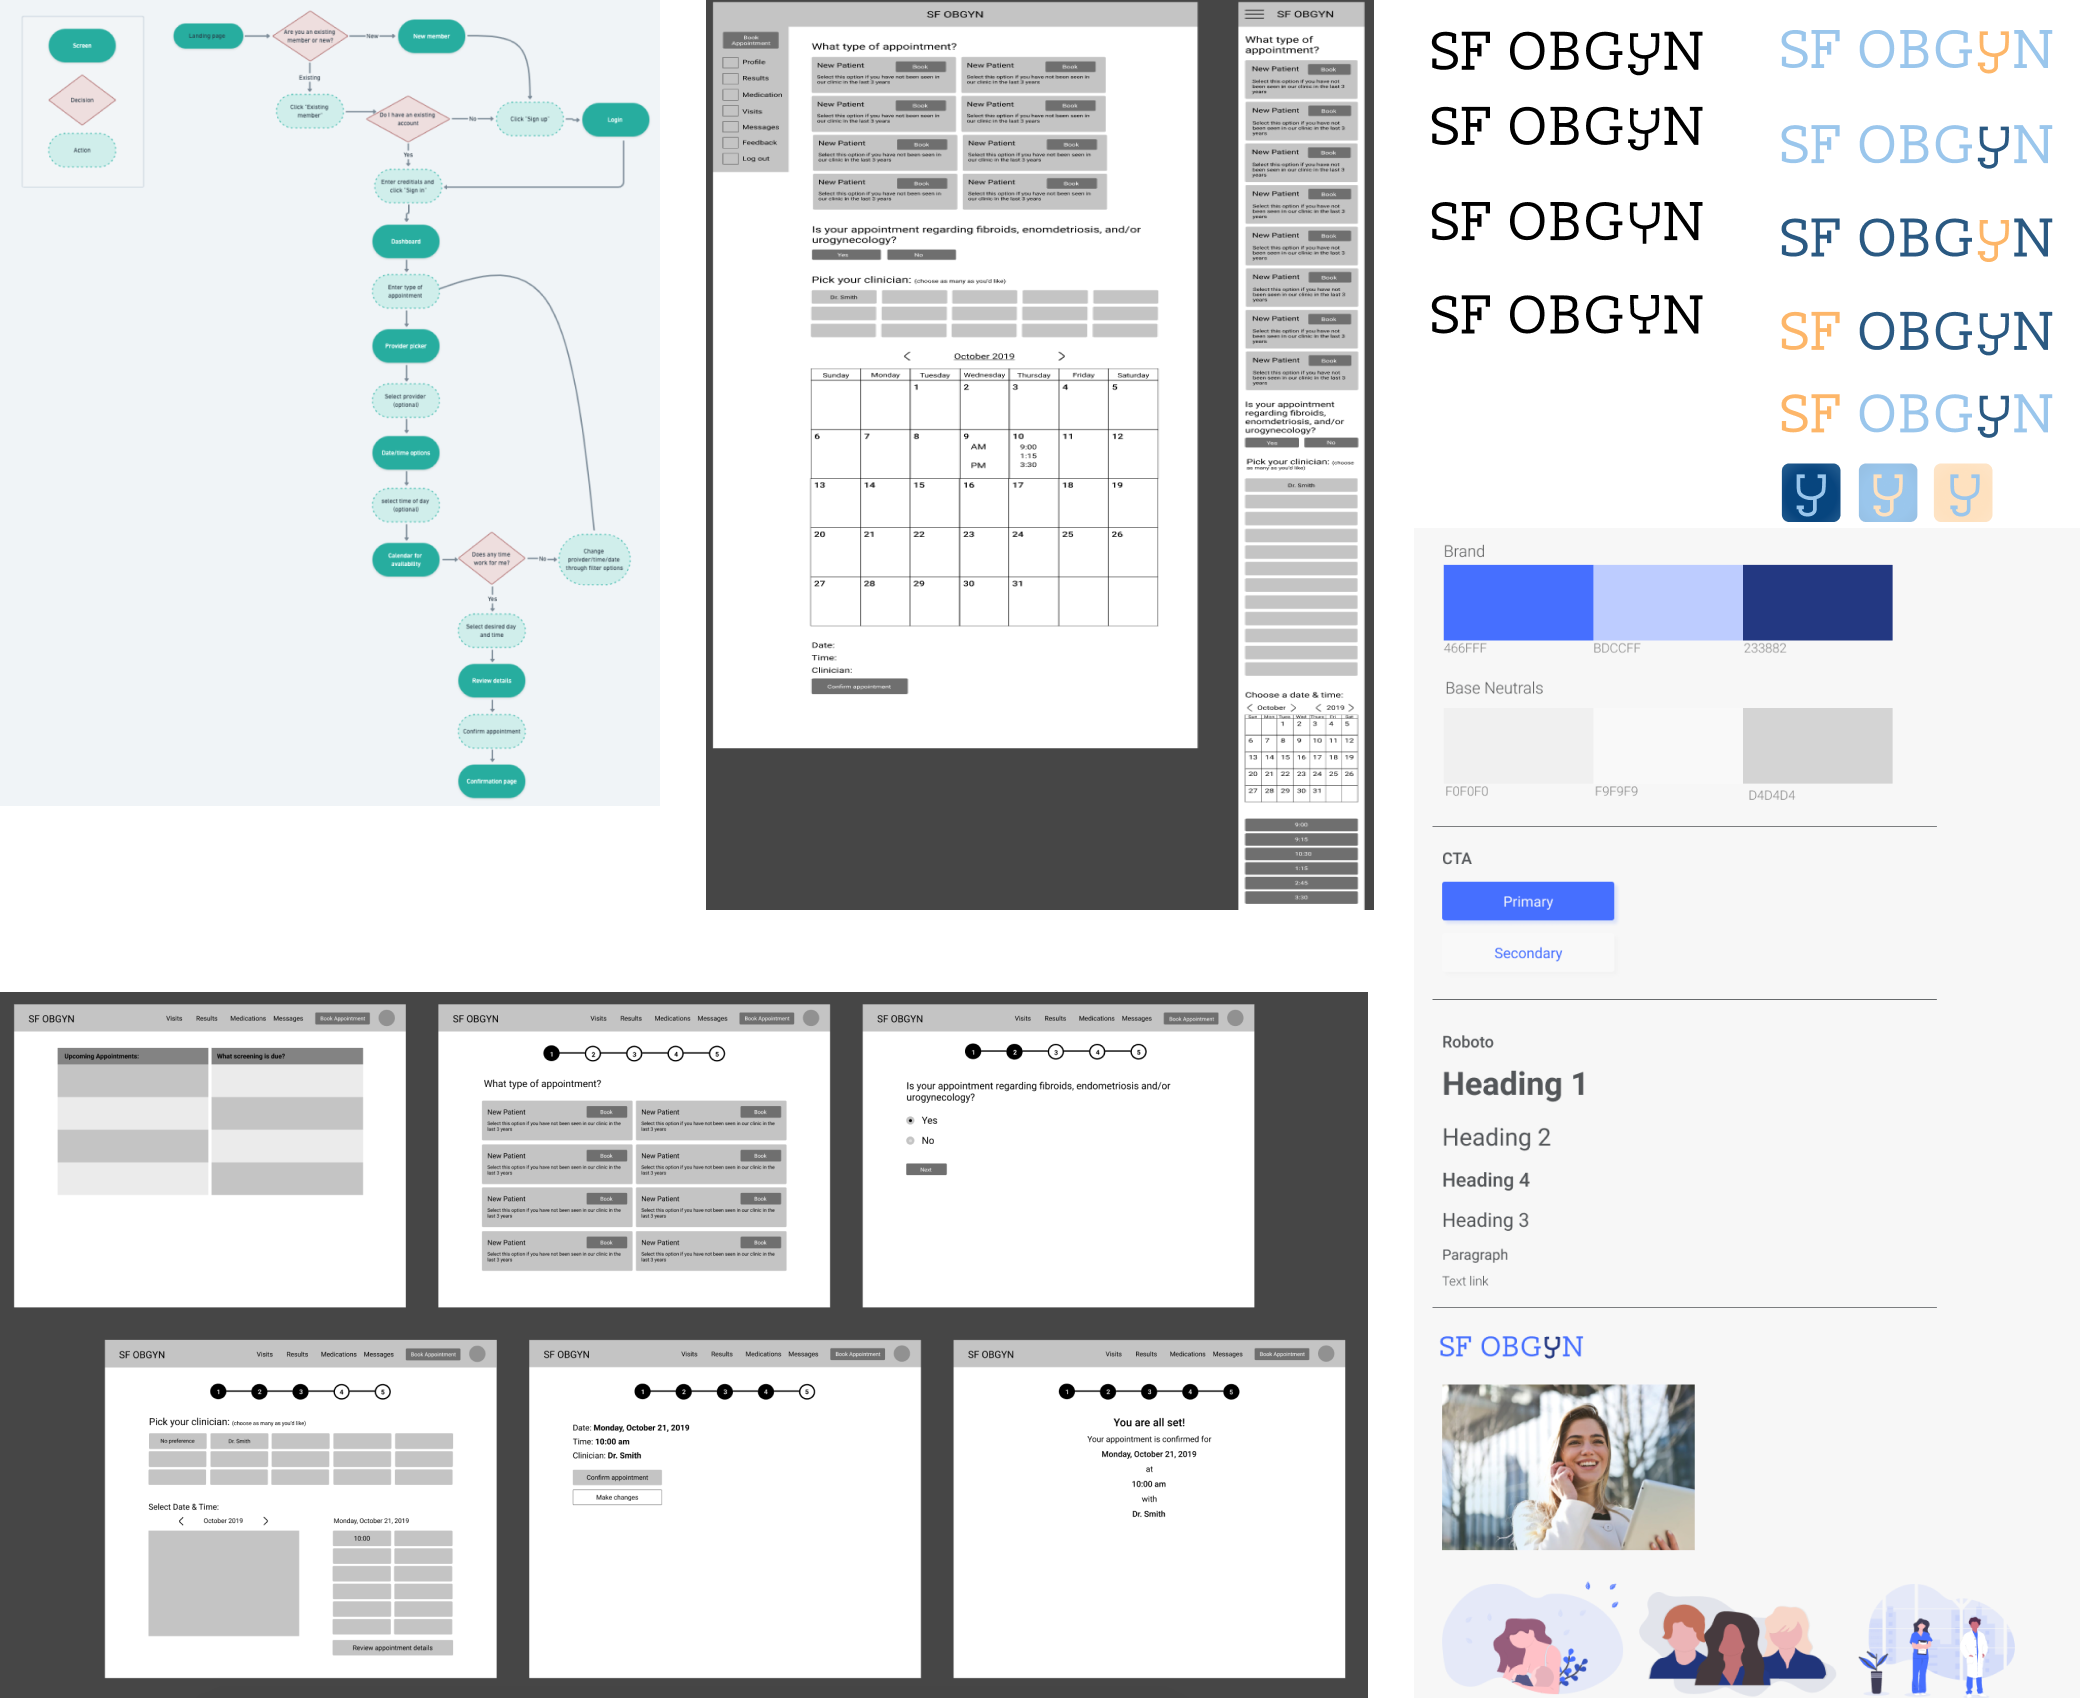 Screen
Decision
Action
Landing page
Are you an existing
member or new?
New
New member
Existing
Click "Existing
member"
Do I have an existing
account
No
Click "Sign up"
Login
Yes
Enter creditials and
click "Sign in"
Dashboard
Enter type of
appointment
Provider picker
Select provider
(optional)
Date/time options
select time of day
(optional)
Calendar for
availability
Does any time
work for me?
No
Change
provider/time/date
through filter options
Yes
Select desired day
and time
Review details
Confirm appointment
Confirmation page
SF OBGYN
Book
Appointment
Profile
Results
Medication
Visits
Messages
Feedback
Log out
What type of appointment?
New Patient Book New Patient Book
Select this option if you have not been seen in Select this option if you have not been seen in
our clinic in the last 3 years our clinic in the last 3 years
New Patient Book New Patient Book
Select this option if you have not been seen in Select this option if you have not been seen in
our clinic in the last 3 years our clinic in the last 3 years
New Patient Book New Patient Book
Select this option if you have not been seen in Select this option if you have not been seen in
our clinic in the last 3 years our clinic in the last 3 years
New Patient Book New Patient Book
Select this option if you have not been seen in Select this option if you have not been seen in
our clinic in the last 3 years our clinic in the last 3 years
Is your appointment regarding fibroids, enomdetriosis, and/or
urogynecology?
Yes No
Pick your clinician: (choose as many as you'd like)
Dr. Smith
< October 2019 >
Sunday Monday Tuesday Wednesday Thursday Friday Saturday
1 2 3 4 5
6 7 8 9 10 11 12
AM 9:00
1:15
PM 3:30
13 14 15 16 17 18 19
20 21 22 23 24 25 26
27 28 29 30 31
Date:
Time:
Clinician:
Confirm appointment
SF OBGYN
What type of
appointment?
New Patient Book
Select this option if you have not
been seen in our clinic in the last 3
years
New Patient Book
Select this option if you have not
been seen in our clinic in the last 3
years
New Patient Book
Select this option if you have not
been seen in our clinic in the last 3
years
New Patient Book
Select this option if you have not
been seen in our clinic in the last 3
years
New Patient Book
Select this option if you have not
been seen in our clinic in the last 3
years
New Patient Book
Select this option if you have not
been seen in our clinic in the last 3
years
New Patient Book
Select this option if you have not
been seen in our clinic in the last 3
years
New Patient Book
Select this option if you have not
been seen in our clinic in the last 3
years
Is your appointment
regarding fibroids,
enomdetriosis, and/or
urogynecology?
Yes No
Pick your clinician: (choose
as many as you'd like)
Dr. Smith
Choose a date & time:
< October > < 2019 >
Sun Mon Tues Wed Thurs Fri Sat
1 2 3 4 5
6 7 8 9 10 11 12
13 14 15 16 17 18 19
20 21 22 23 24 25 26
27 28 29 30 31
9:00
9:15
10:30
1:15
2:45
3:30
SF OBGYN
SF OBGYN
SF OBGYN
SF OBGYN
SF OBGYN
SF OBGYN
SF OBGYN
SF OBGYN
SF OBGYN
Y Y Y
Brand
466FFF BDCCFF 233882
Base Neutrals
F0F0F0 F9F9F9 D4D4D4
CTA
Primary
Secondary
Roboto
Heading 1
Heading 2
Heading 4
Heading 3
Paragraph
Text link
SF OBGYN
SF OBGYN Visits Results Medications Messages Book Appointment
Upcoming Appointments: What screening is due?
SF OBGYN Visits Results Medications Messages Book Appointment
1 2 3 4 5
What type of appointment?
New Patient Book New Patient Book
Select this option if you have not been seen in our clinic in the Select this option if you have not been seen in our clinic in the
last 3 years last 3 years
New Patient Book New Patient Book
Select this option if you have not been seen in our clinic in the Select this option if you have not been seen in our clinic in the
last 3 years last 3 years
New Patient Book New Patient Book
Select this option if you have not been seen in our clinic in the Select this option if you have not been seen in our clinic in the
last 3 years last 3 years
New Patient Book New Patient Book
Select this option if you have not been seen in our clinic in the Select this option if you have not been seen in our clinic in the
last 3 years last 3 years
SF OBGYN Visits Results Medications Messages Book Appointment
1 2 3 4 5
Is your appointment regarding fibroids, endometriosis and/or
urogynecology?
Yes
No
Next
SF OBGYN Visits Results Medications Messages Book Appointment
1 2 3 4 5
Pick your clinician: (choose as many as you'd like)
No preference Dr. Smith
Select Date & Time:
< October 2019 > Monday, October 21, 2019
10:00
Review appointment details
SF OBGYN Visits Results Medications Messages Book Appointment
1 2 3 4 5
Date: Monday, October 21, 2019
Time: 10:00 am
Clinician: Dr. Smith
Confirm appointment
Make changes
SF OBGYN Visits Results Medications Messages Book Appointment
1 2 3 4 5
You are all set!
Your appointment is confirmed for
Monday, October 21, 2019
at
10:00 am
with
Dr. Smith